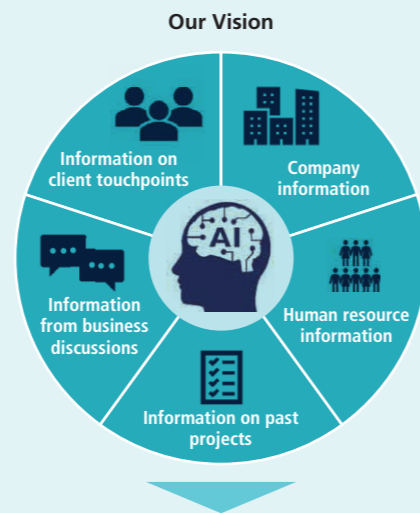 Our Vision
Information on
client touchpoints
Company
information
AI
Information
from business
discussions
Human resource
information
Information on past
projects